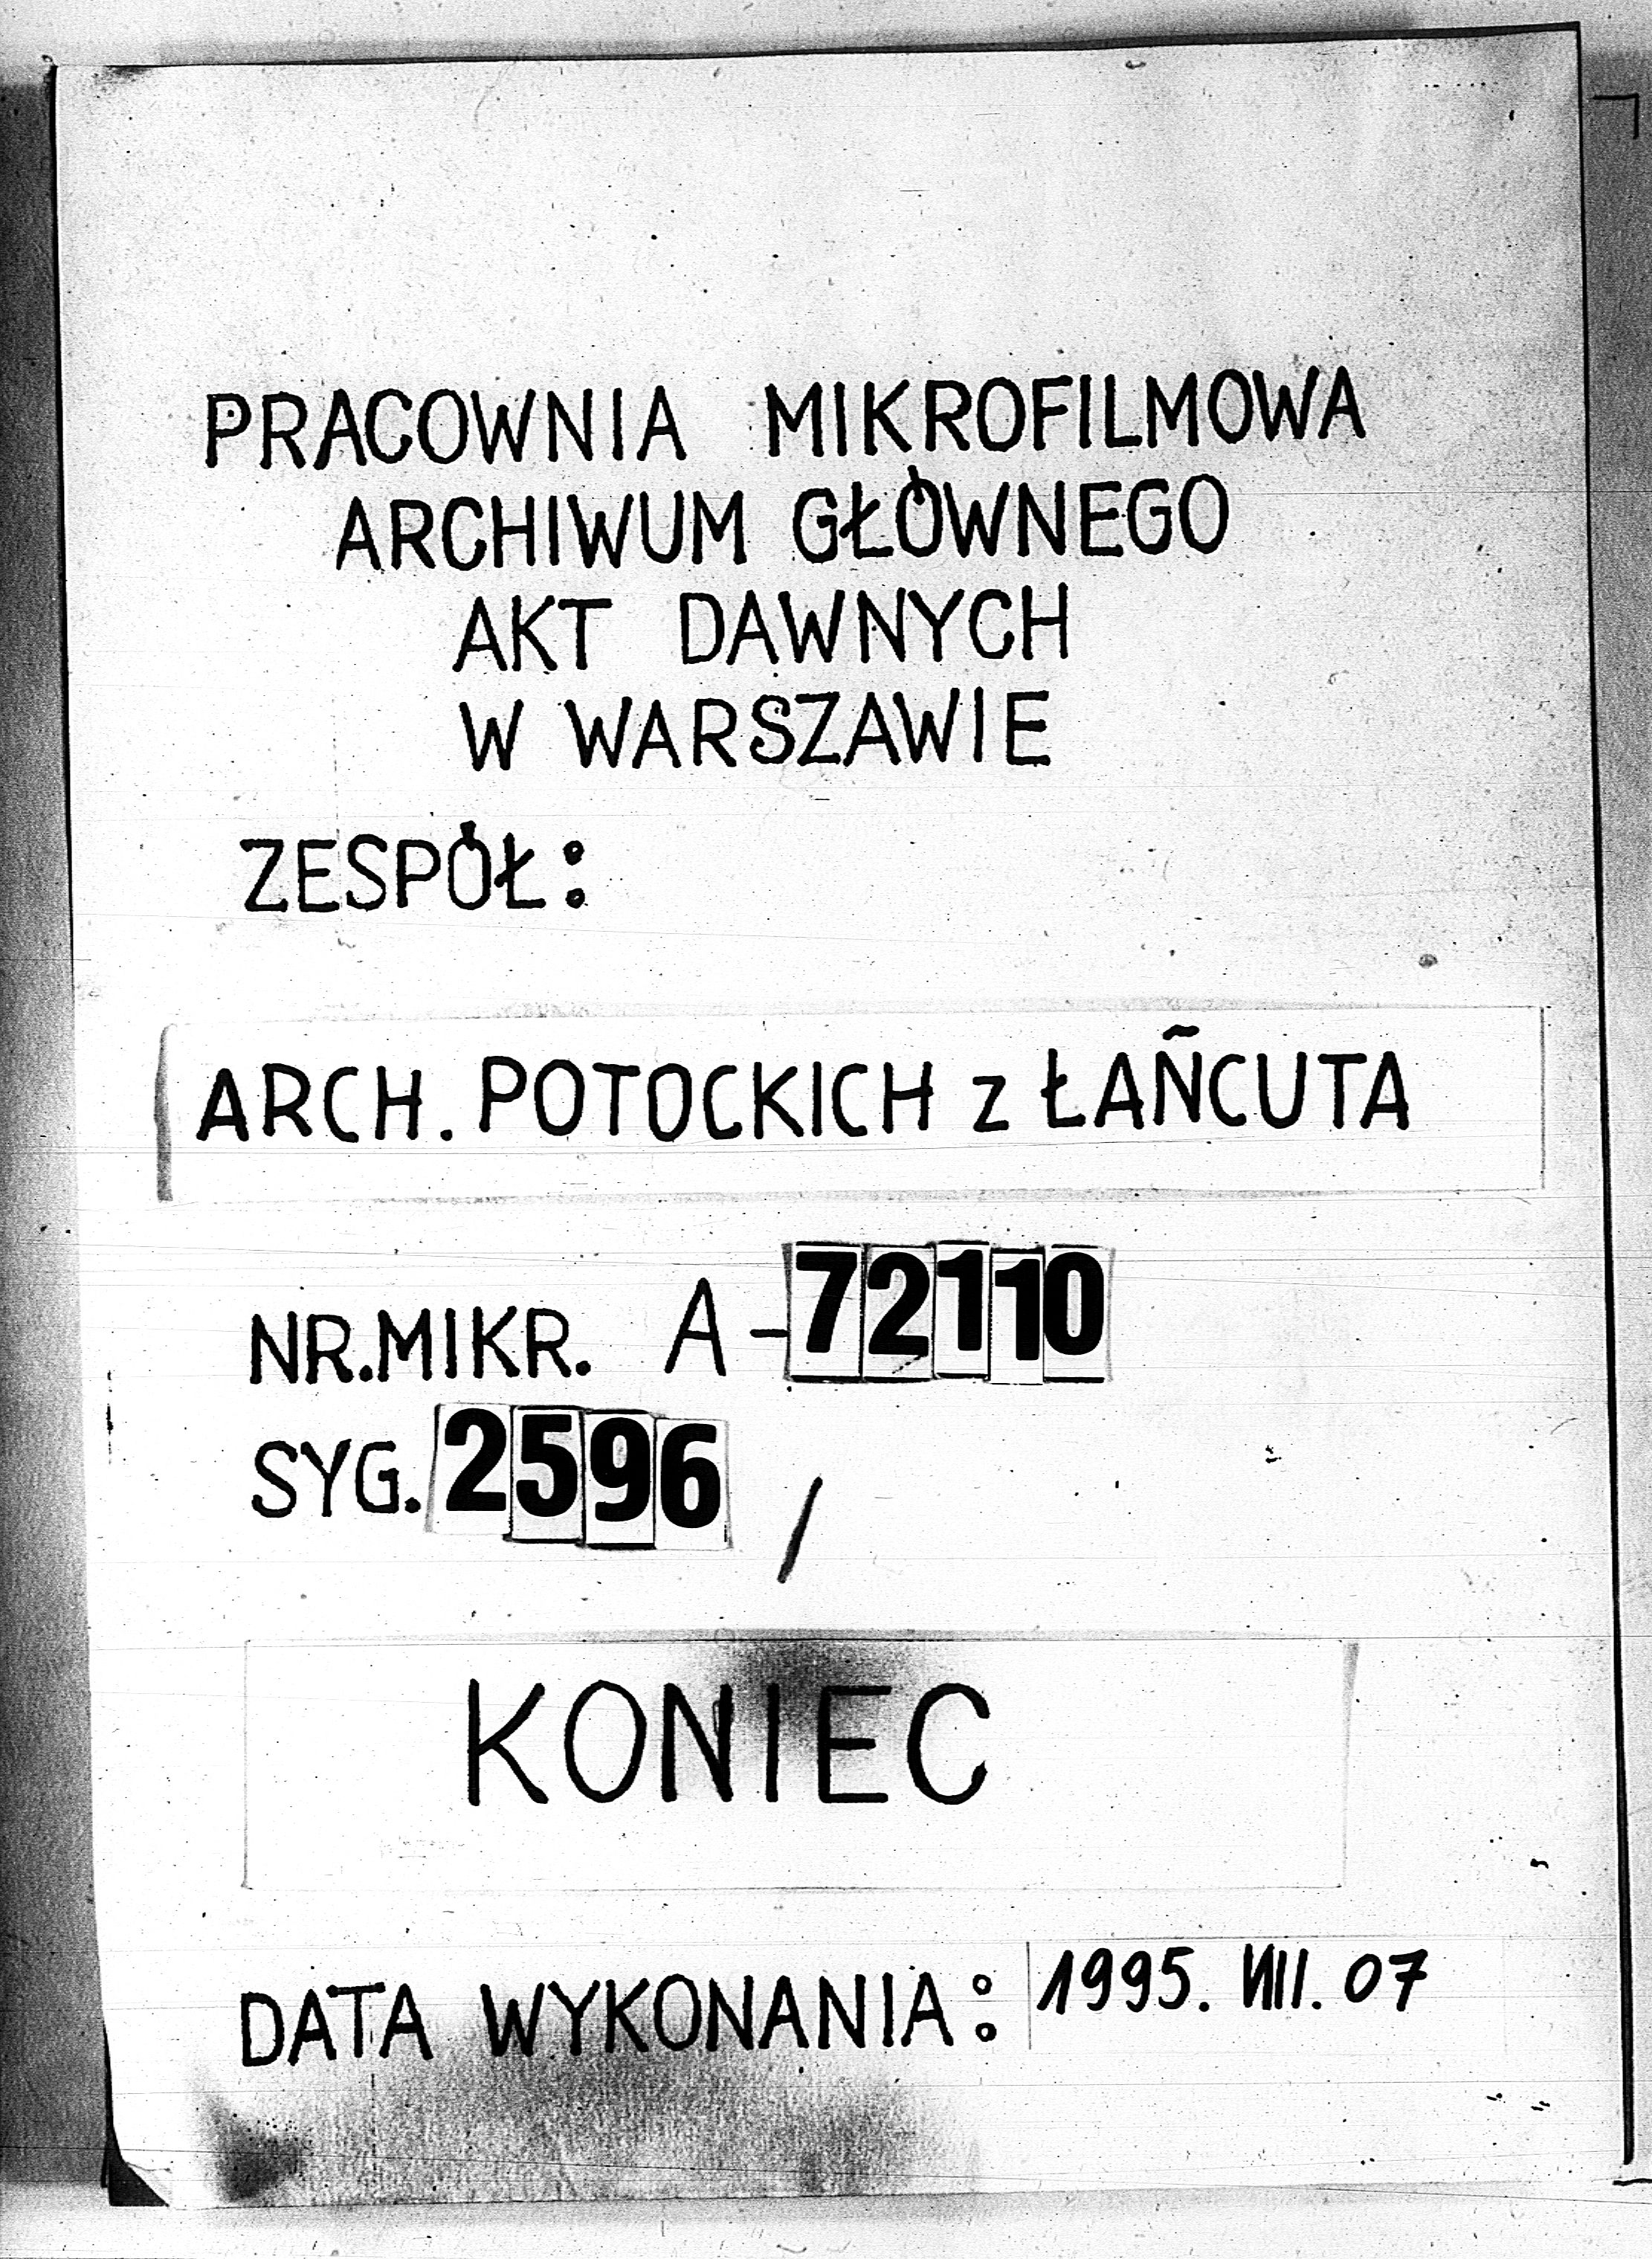 PRACOWNIA MIKROFILMOWA
ARCHIWUM GŁÓWNEGO
AKT DAWNYCH
W WARSZAWIE
ZESPÓŁ:
ARCH. POTOCKICH z ŁAŃCUTA
NR.MIKR. A-72110
SYG. 2596 /
KONIEC
DATA WYKONANIA: 1995. VIII. 07